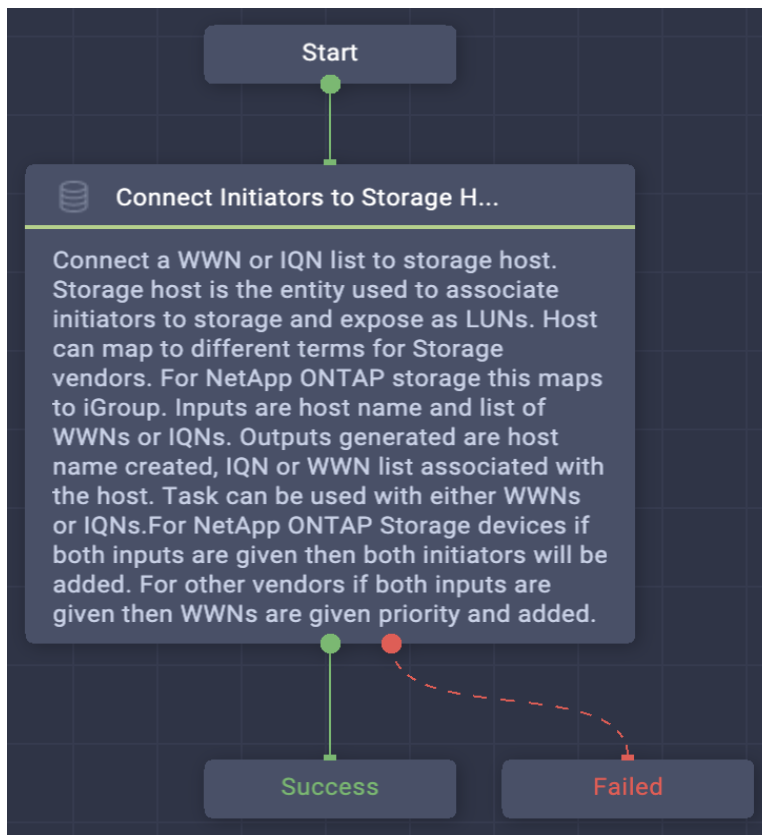 Start
Connect Initiators to Storage H...
Connect a WWN or IQN list to storage host.
Storage host is the entity used to associate
initiators to storage and expose as LUNs. Host
can map to different terms for Storage
vendors. For NetApp ONTAP storage this maps
to iGroup. Inputs are host name and list of
WWNs or IQNs. Outputs generated are host
name created, IQN or WWN list associated with
the host. Task can be used with either WWNs
or IQNs.For NetApp ONTAP Storage devices if
both inputs are given then both initiators will be
added. For other vendors if both inputs are
given then WWNs are given priority and added.
Success
Failed